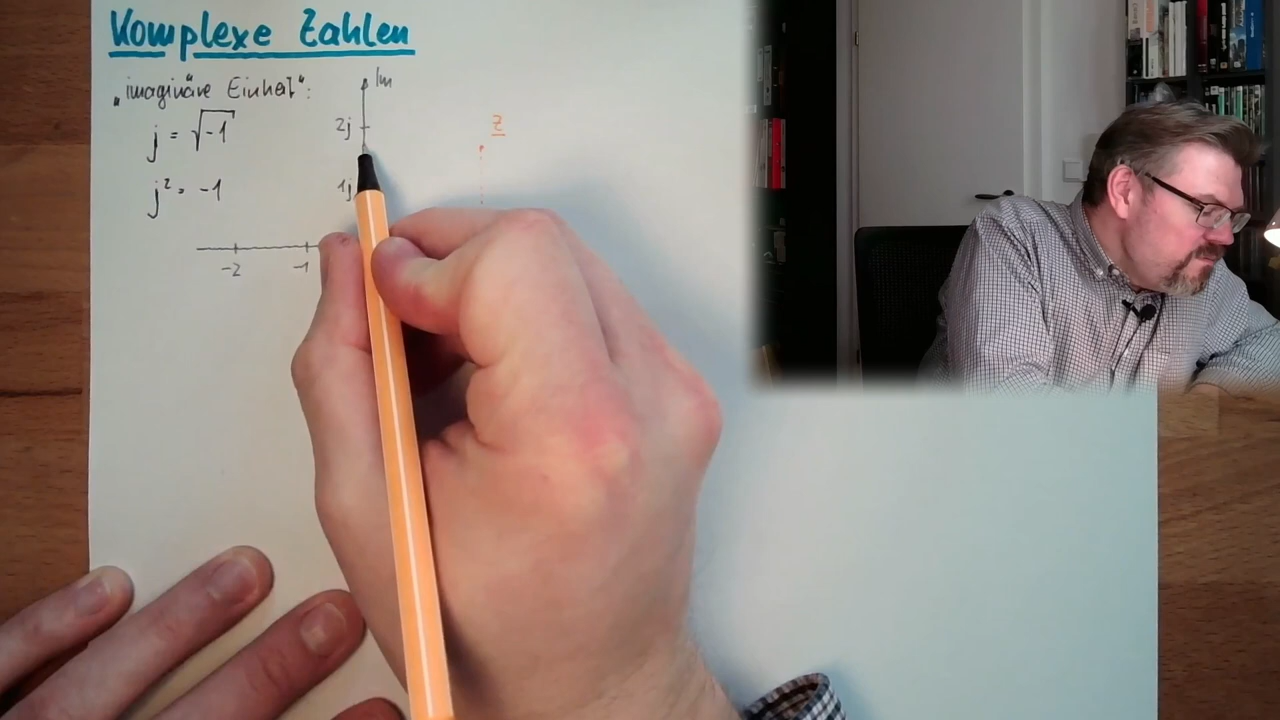 Komplexe Zahlen
„imaginäre Einheit“:
Im
j = √-1
2j
z
j² = -1
1j
-2 -1